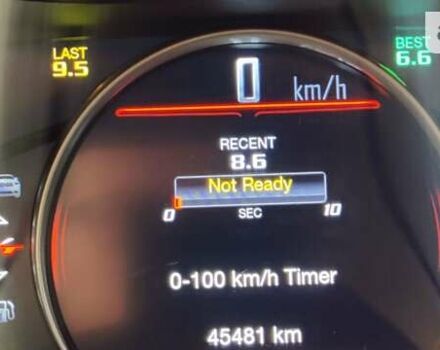 LAST
9.5
BEST
6.6
0 km/h
RECENT
8.6
Not Ready
0 SEC 10
0-100 km/h Timer
45481 km